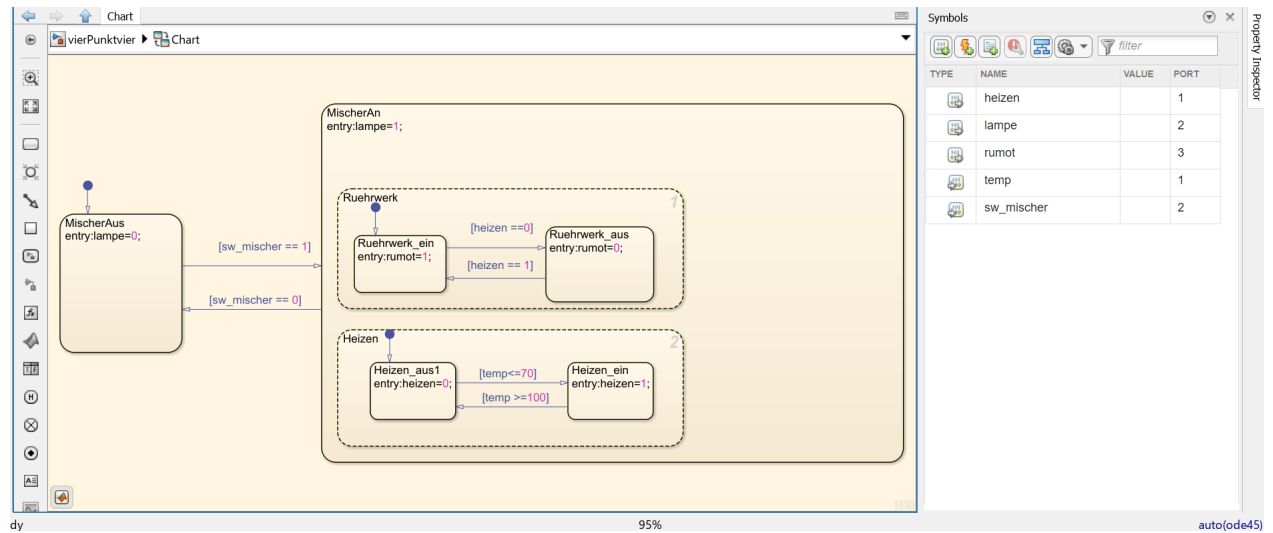 Chart
vierPunktvier Chart
MischerAn
entry:lampe=1;
MischerAus
entry:lampe=0;
[sw_mischer == 1]
[sw_mischer == 0]
Ruehrwerk
1
Ruehrwerk_ein
entry:rumot=1;
[heizen ==0]
[heizen == 1]
Ruehrwerk_aus
entry:rumot=0;
Heizen
2
Heizen_aus1
entry:heizen=0;
[temp<=70]
[temp >=100]
Heizen_ein
entry:heizen=1;
Symbols
filter
TYPE NAME VALUE PORT
heizen 1
lampe 2
rumot 3
temp 1
sw_mischer 2
Property Inspector
dy
95%
auto(ode45)